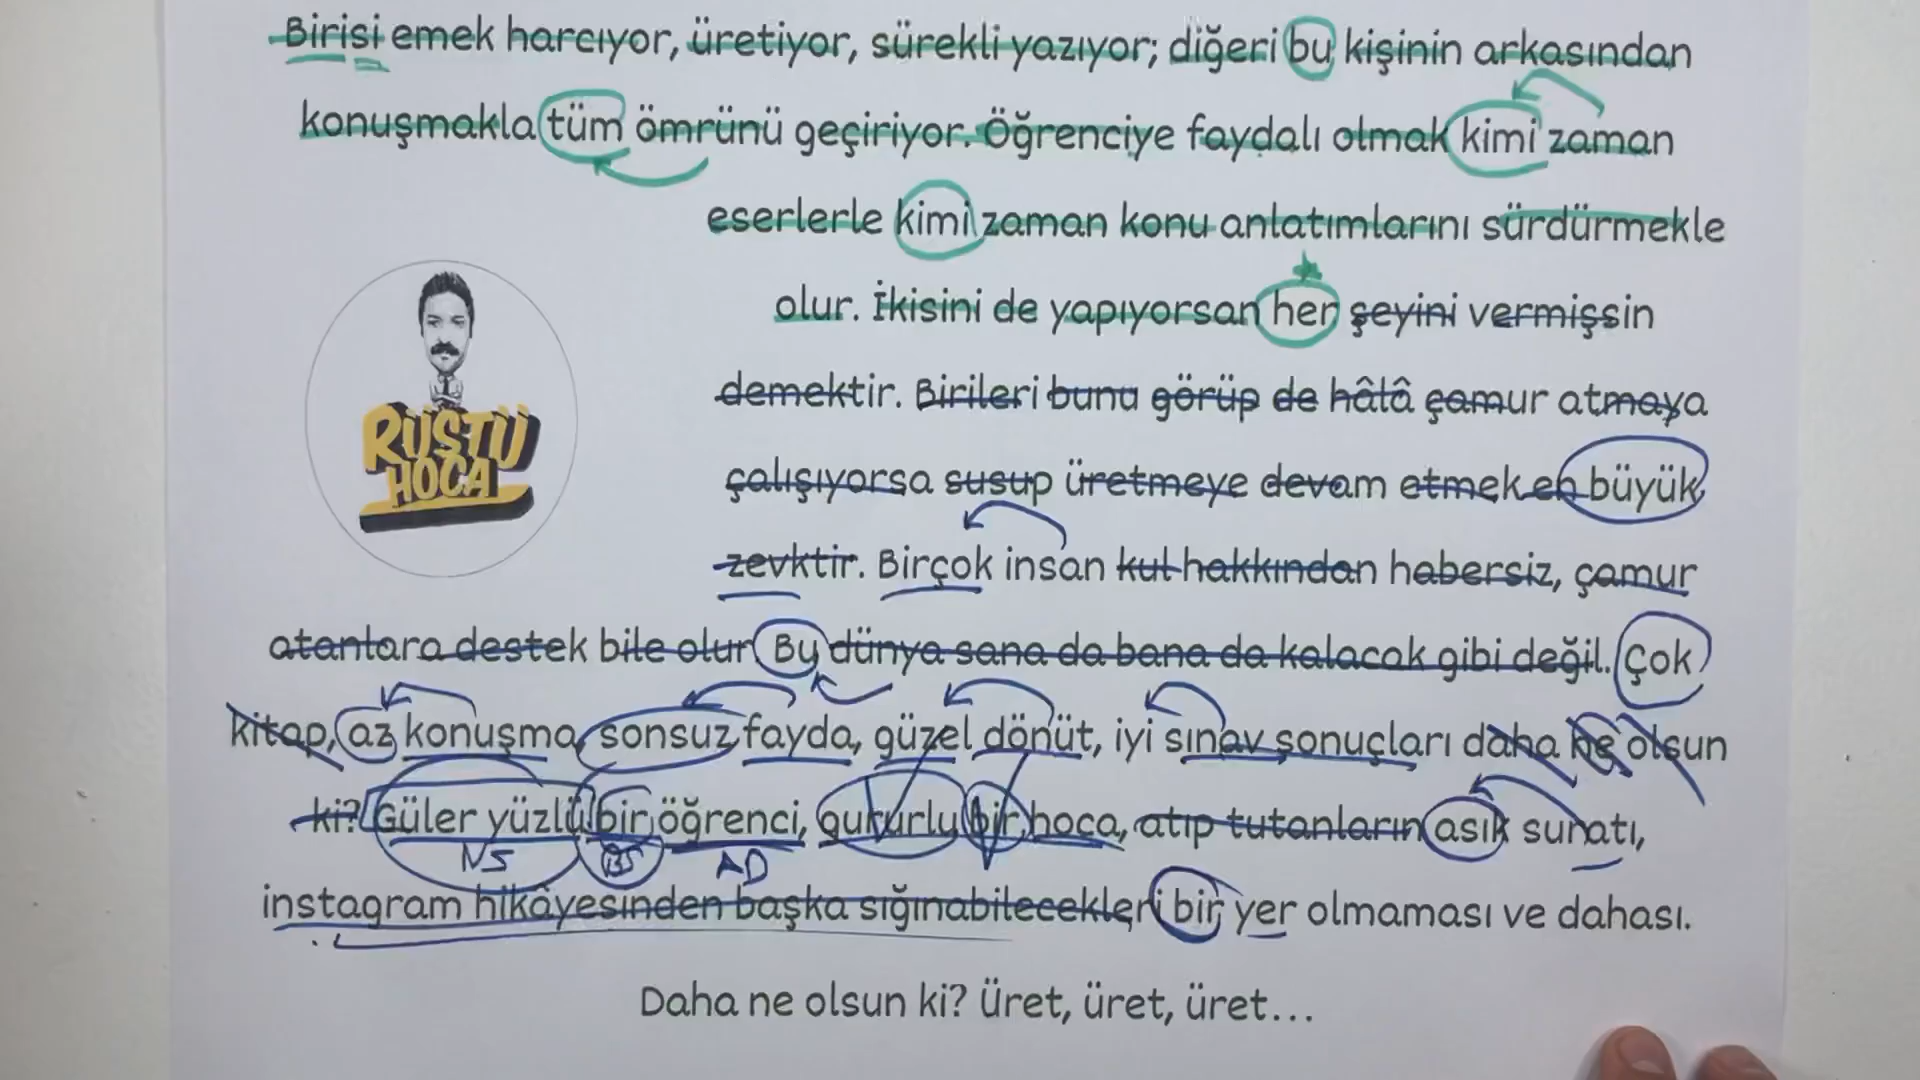 Birisi emek harcıyor, üretiyor, sürekli yazıyor; diğeri bu kişinin arkasından
konuşmakla tüm ömrünü geçiriyor. Öğrenciye faydalı olmak kimi zaman
eserlerle kimi zaman konu anlatımlarını sürdürmekle
olur. İkisini de yapıyorsan her şeyini vermişsin
demektir. Birileri bunu görüp de hâlâ çamur atmaya
çalışıyorsa susup üretmeye devam etmek en büyük
zevktir. Birçok insan kul hakkından habersiz, çamur
atanlara destek bile olur. Bu dünya sana da bana da kalacak gibi değil. Çok
kitap, az konuşma, sonsuz fayda, güzel dönüt, iyi sınav sonuçları daha ne olsun
ki? Güler yüzlü bir öğrenci, gururlu bir hoca, atıp tutanların asık suratı,
NS BS AD
instagram hikâyesinden başka sığınabilecekleri bir yer olmaması ve dahası.
Daha ne olsun ki? Üret, üret, üret...
RÜŞTÜ
HOCA